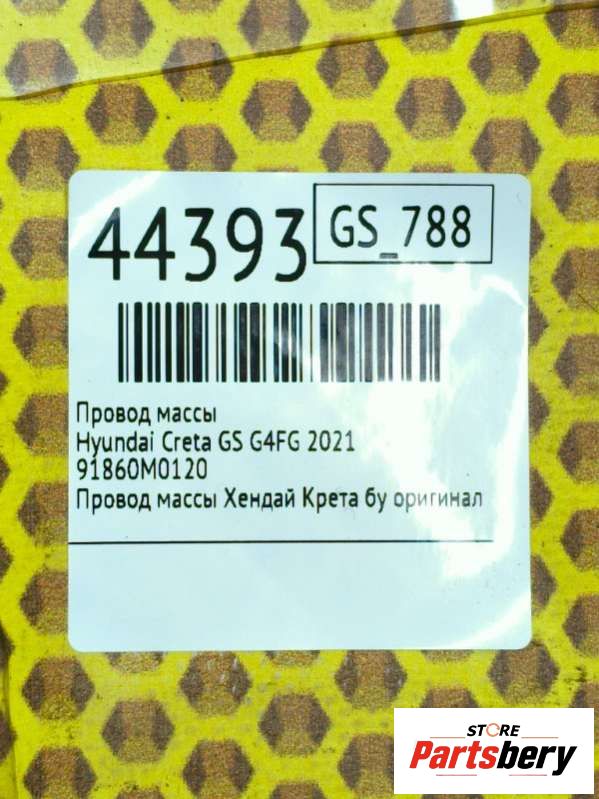 44393
GS_788
Провод массы
Hyundai Creta GS G4FG 2021
91860M0120
Провод массы Хендай Крета бу оригинал
STORE
Partsbery